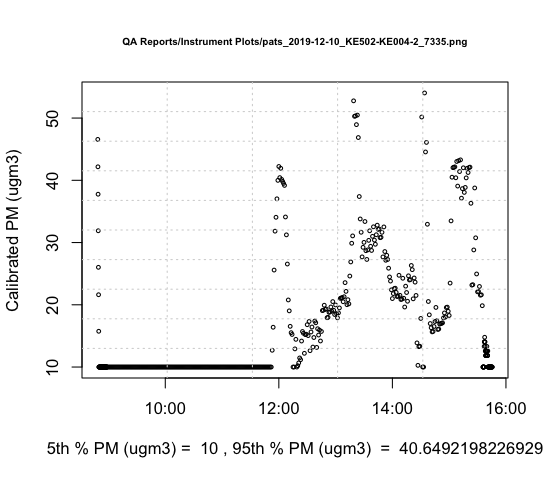 QA Reports/Instrument Plots/pats_2019-12-10_KE502-KE004-2_7335.png
Calibrated PM (ugm3)
50
40
30
20
10
10:00 12:00 14:00 16:00
5th % PM (ugm3) = 10 , 95th % PM (ugm3) = 40.6492198226929